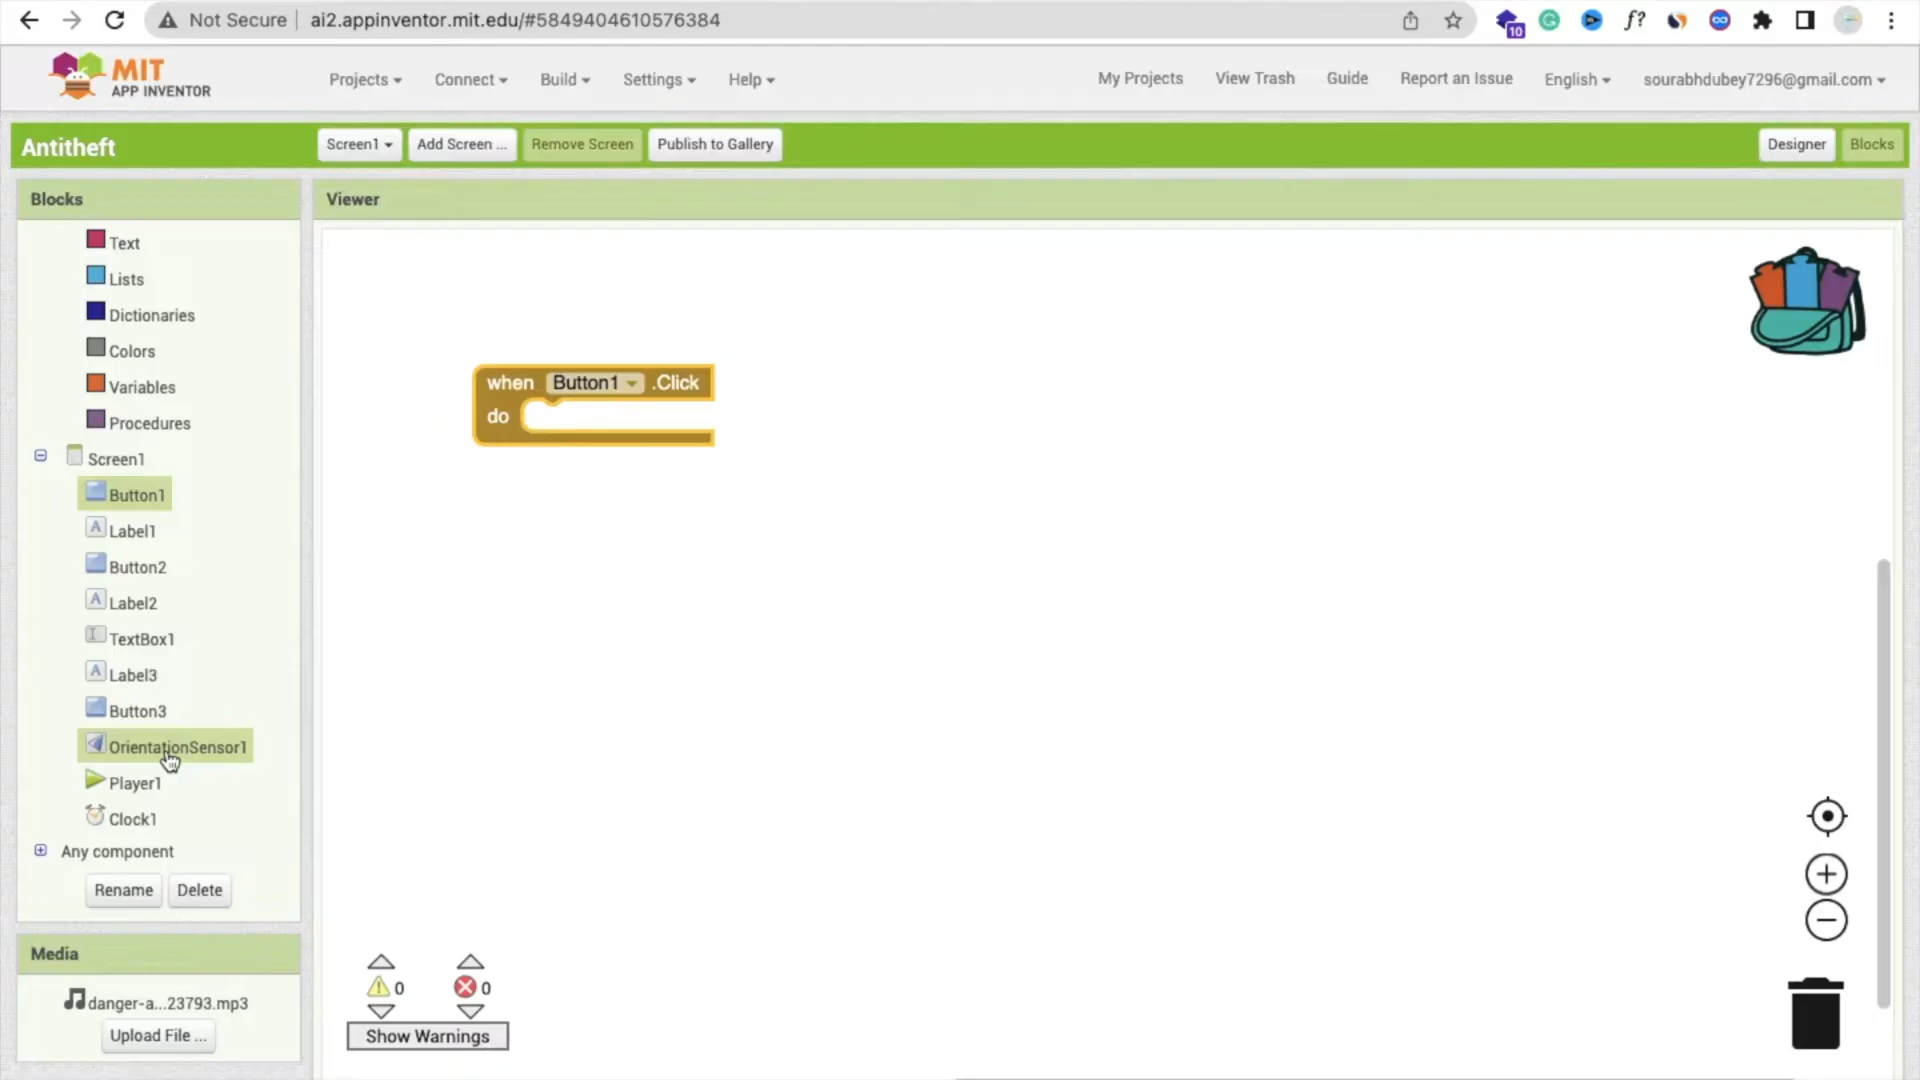 Not Secure
ai2.appinventor.mit.edu/#5849404610576384
10
f?
MIT
APP INVENTOR
Projects
Connect
Build
Settings
Help
My Projects
View Trash
Guide
Report an Issue
English
sourabhdubey7296@gmail.com
Antitheft
Screen1
Add Screen ...
Remove Screen
Publish to Gallery
Designer
Blocks
Blocks
Viewer
Text
Lists
Dictionaries
Colors
Variables
Procedures
Screen1
Button1
Label1
Button2
Label2
TextBox1
Label3
Button3
OrientationSensor1
Player1
Clock1
Any component
Rename
Delete
Media
danger-a...23793.mp3
Upload File ...
when Button1 .Click
do
0
0
Show Warnings